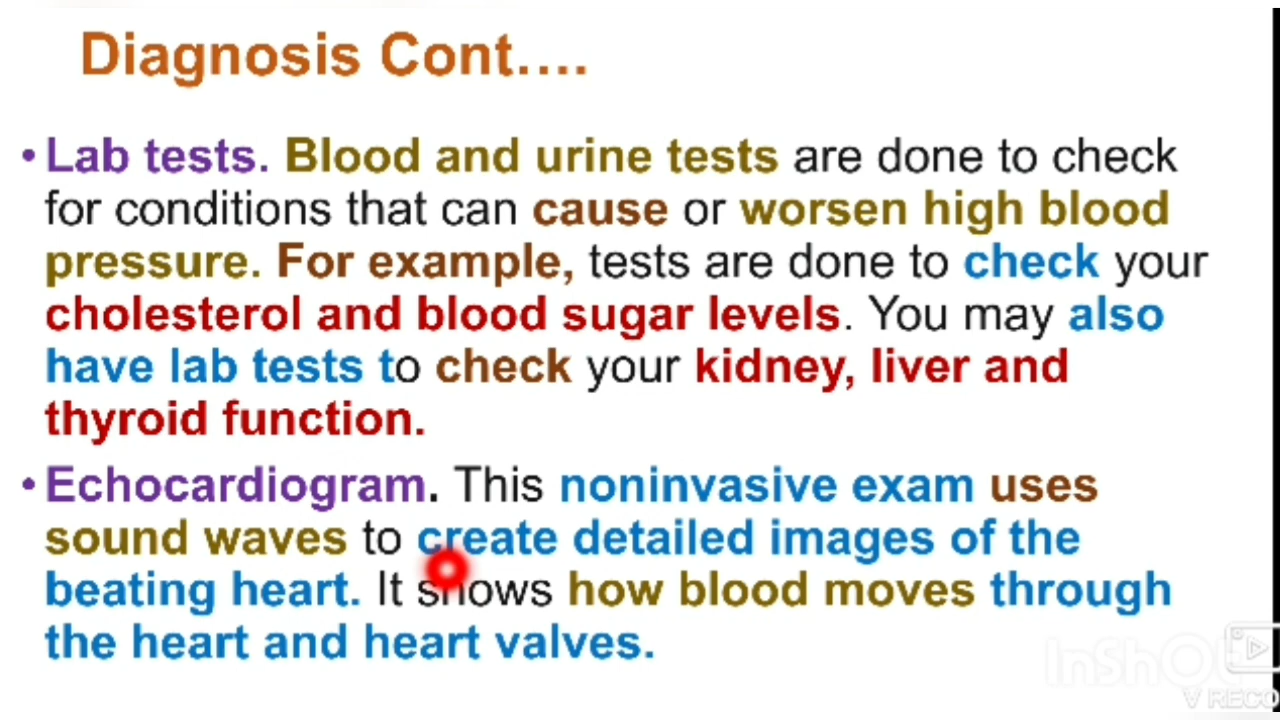 Diagnosis Cont....
•Lab tests. Blood and urine tests are done to check
for conditions that can cause or worsen high blood
pressure. For example, tests are done to check your
cholesterol and blood sugar levels. You may also
have lab tests to check your kidney, liver and
thyroid function.
•Echocardiogram. This noninvasive exam uses
sound waves to create detailed images of the
beating heart. It shows how blood moves through
the heart and heart valves.
InShO
V RECO